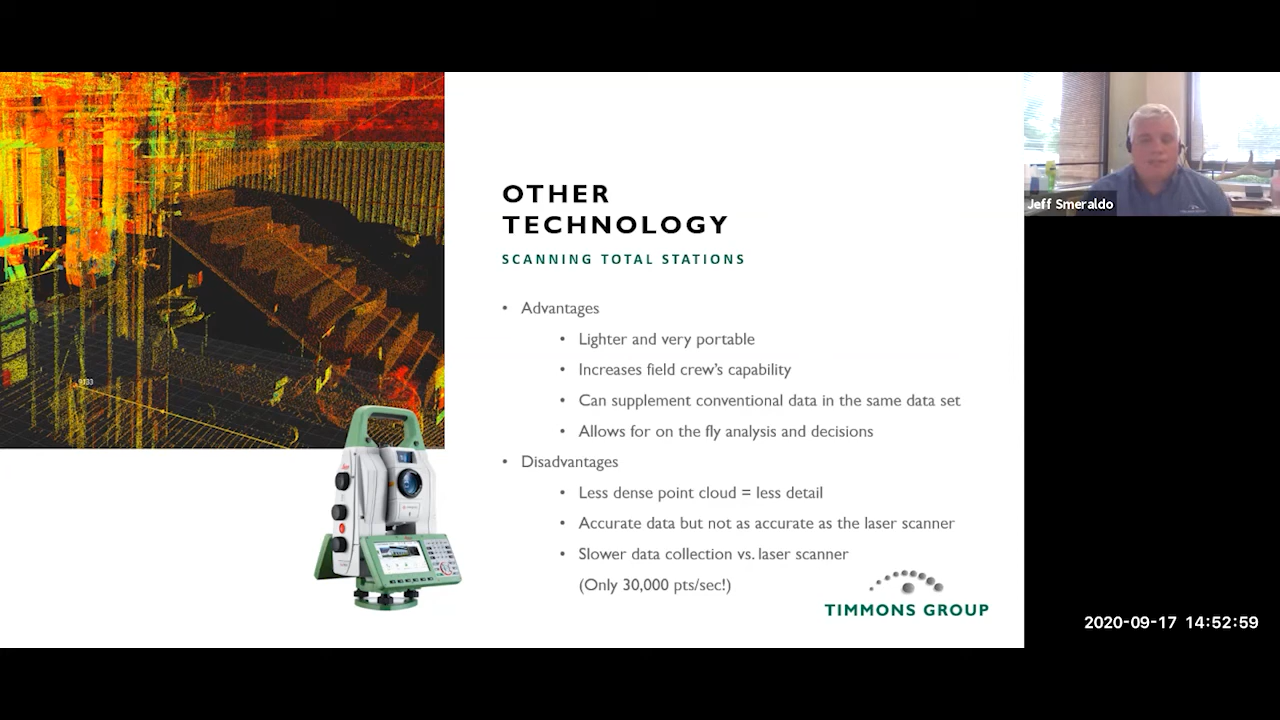 OTHER
TECHNOLOGY
SCANNING TOTAL STATIONS
• Advantages
• Lighter and very portable
• Increases field crew's capability
• Can supplement conventional data in the same data set
• Allows for on the fly analysis and decisions
• Disadvantages
• Less dense point cloud = less detail
• Accurate data but not as accurate as the laser scanner
• Slower data collection vs. laser scanner
(Only 30,000 pts/sec!)
TIMMONS GROUP
9133
Jeff Smeraldo
2020-09-17 14:52:59